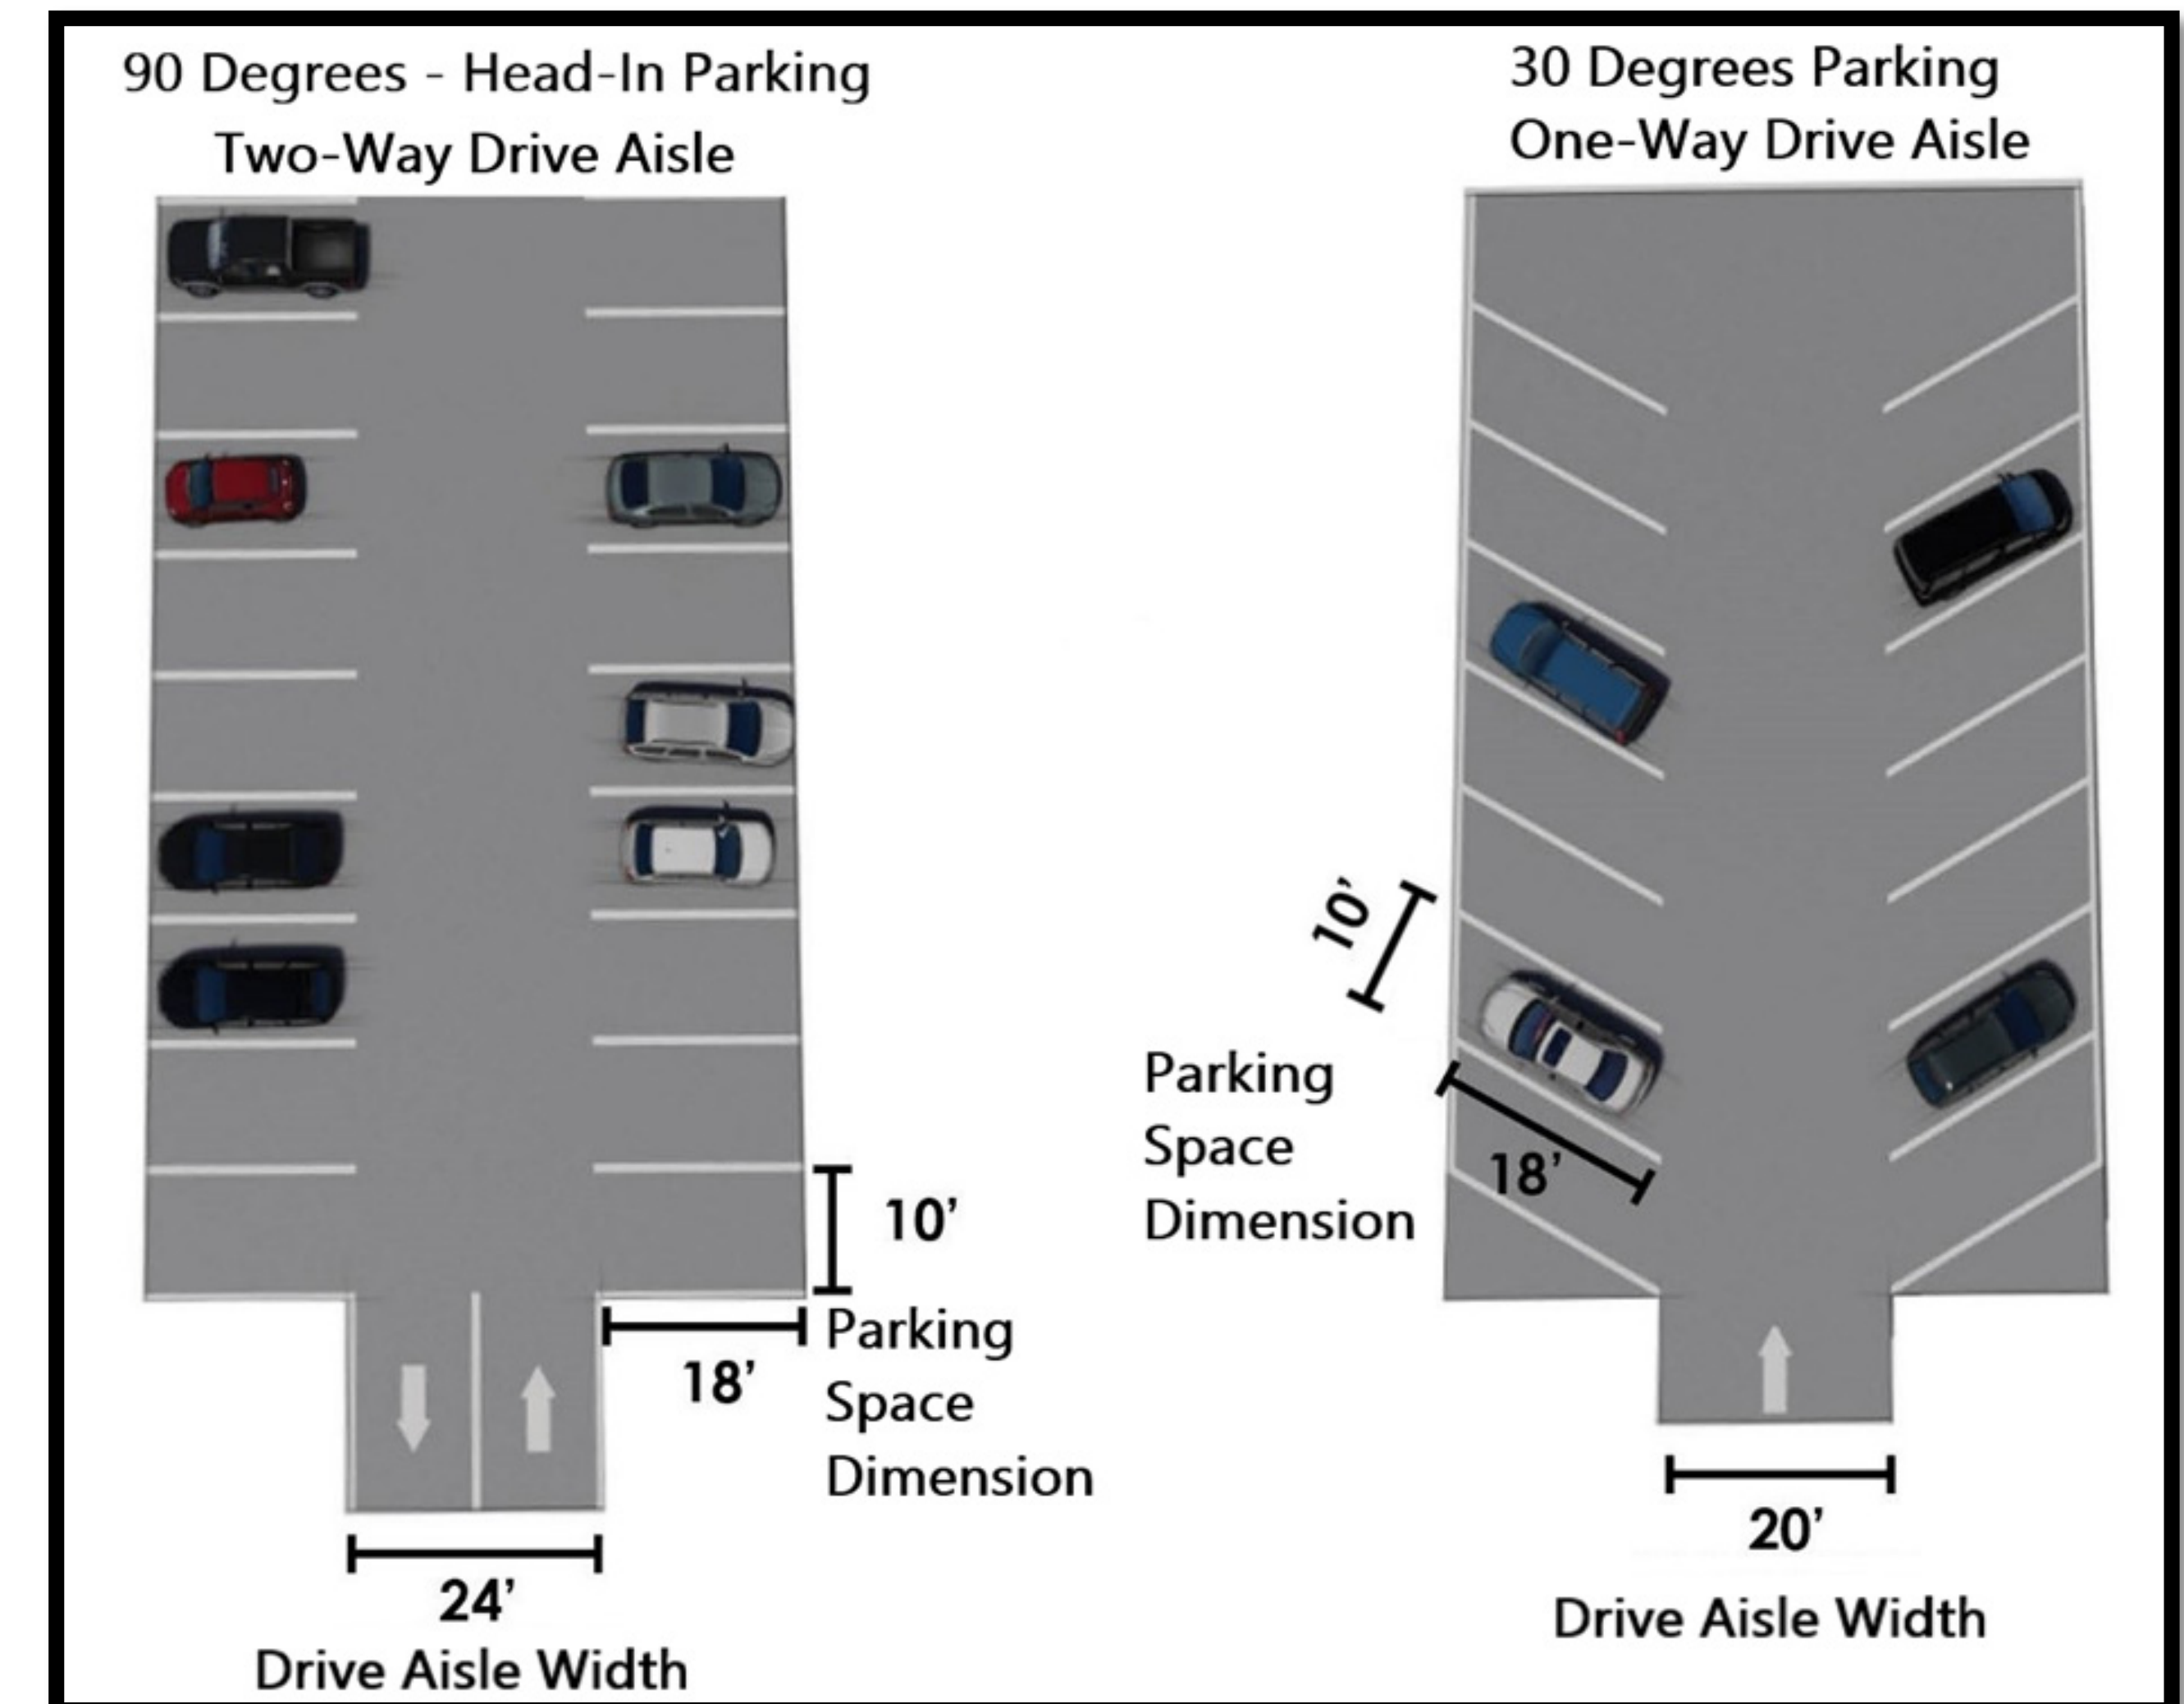 90 Degrees - Head-In Parking
Two-Way Drive Aisle
10’
18’
Parking
Space
Dimension
24’
Drive Aisle Width
30 Degrees Parking
One-Way Drive Aisle
10’
Parking
Space
Dimension
18’
20’
Drive Aisle Width